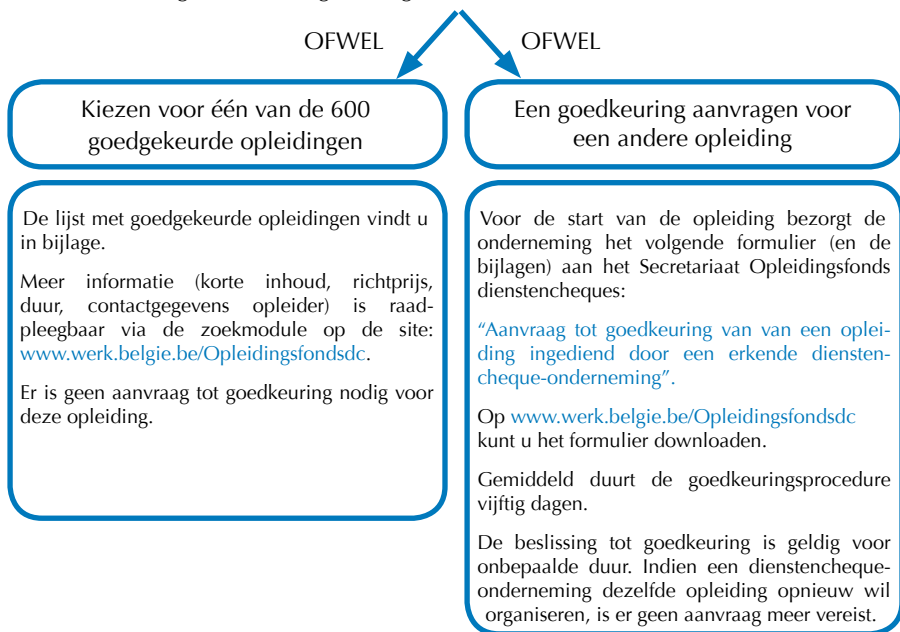 OFWEL
OFWEL
Kiezen voor één van de 600
goedgekeurde opleidingen
De lijst met goedgekeurde opleidingen vindt u
in bijlage.
Meer informatie (korte inhoud, richtprijs,
duur, contactgegevens opleider) is raad-
pleegbaar via de zoekmodule op de site:
www.werk.belgie.be/Opleidingsfondsdc.
Er is geen aanvraag tot goedkeuring nodig voor
deze opleiding.
Een goedkeuring aanvragen voor
een andere opleiding
Voor de start van de opleiding bezorgt de
onderneming het volgende formulier (en de
bijlagen) aan het Secretariaat Opleidingsfonds
dienstencheques:
“Aanvraag tot goedkeuring van van een oplei-
ding ingediend door een erkende diensten-
cheque-onderneming”.
Op www.werk.belgie.be/Opleidingsfondsdc
kunt u het formulier downloaden.
Gemiddeld duurt de goedkeuringsprocedure
vijftig dagen.
De beslissing tot goedkeuring is geldig voor
onbepaalde duur. Indien een dienstencheque-
onderneming dezelfde opleiding opnieuw wil
organiseren, is er geen aanvraag meer vereist.